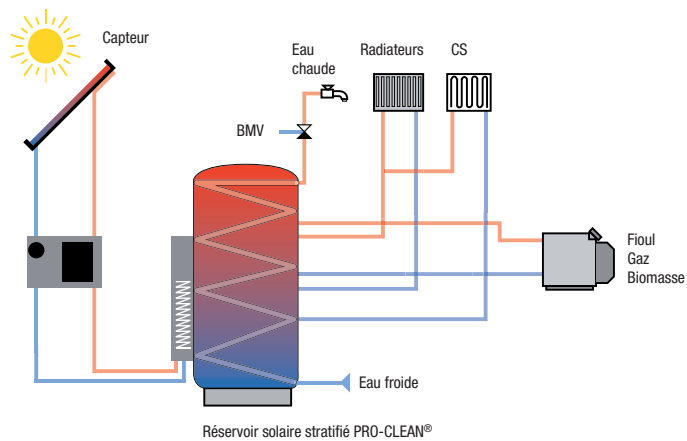 Capteur
Eau
chaude
Radiateurs
CS
BMV
Fioul
Gaz
Biomasse
Eau froide
Réservoir solaire stratifié PRO-CLEAN®